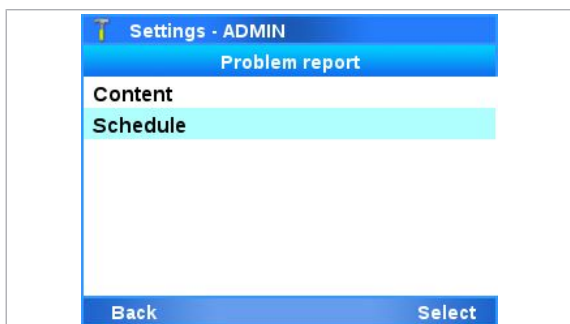 Settings - ADMIN
Problem report
Content
Schedule
Back Select